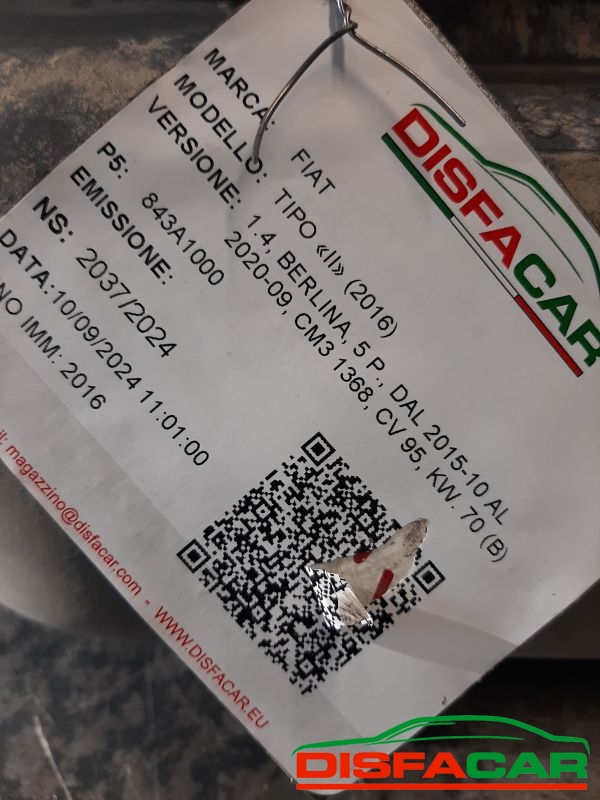 DISFACAR
MARCA: FIAT
MODELLO: TIPO «II» (2016)
VERSIONE: 1.4, BERLINA, 5 P., DAL 2015-10 AL
2020-09, CM3 1368, CV 95, KW. 70 (B)
P5: 843A1000
EMISSIONE:
NS: 2037/2024
DATA:10/09/2024 11:01:00
NO IMM: 2016
il: magazzino@disfacar.com - WWW.DISFACAR.EU
DISFACAR